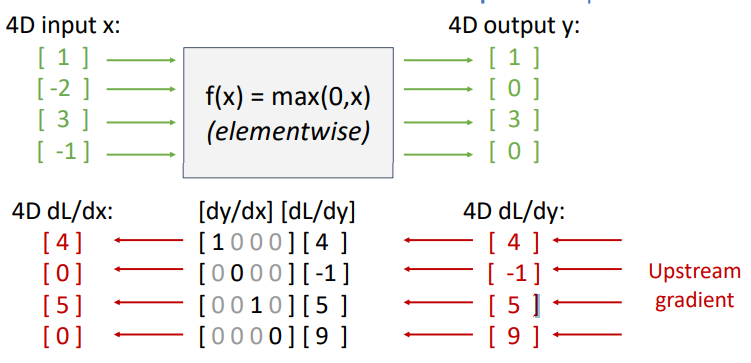 4D input x:
4D output y:
[ 1 ]
[ 1 ]
[ -2 ]
f(x) = max(0,x)
[ 0 ]
[ 3 ]
(elementwise)
[ 3 ]
[ -1 ]
[ 0 ]
4D dL/dx:
[dy/dx] [dL/dy]
4D dL/dy:
[ 4 ]
[ 1 0 0 0 ] [ 4 ]
[ 4 ]
[ 0 ]
[ 0 0 0 0 ] [ -1 ]
[ -1 ]
Upstream
[ 5 ]
[ 0 0 1 0 ] [ 5 ]
[ 5 ]
gradient
[ 0 ]
[ 0 0 0 0 ] [ 9 ]
[ 9 ]